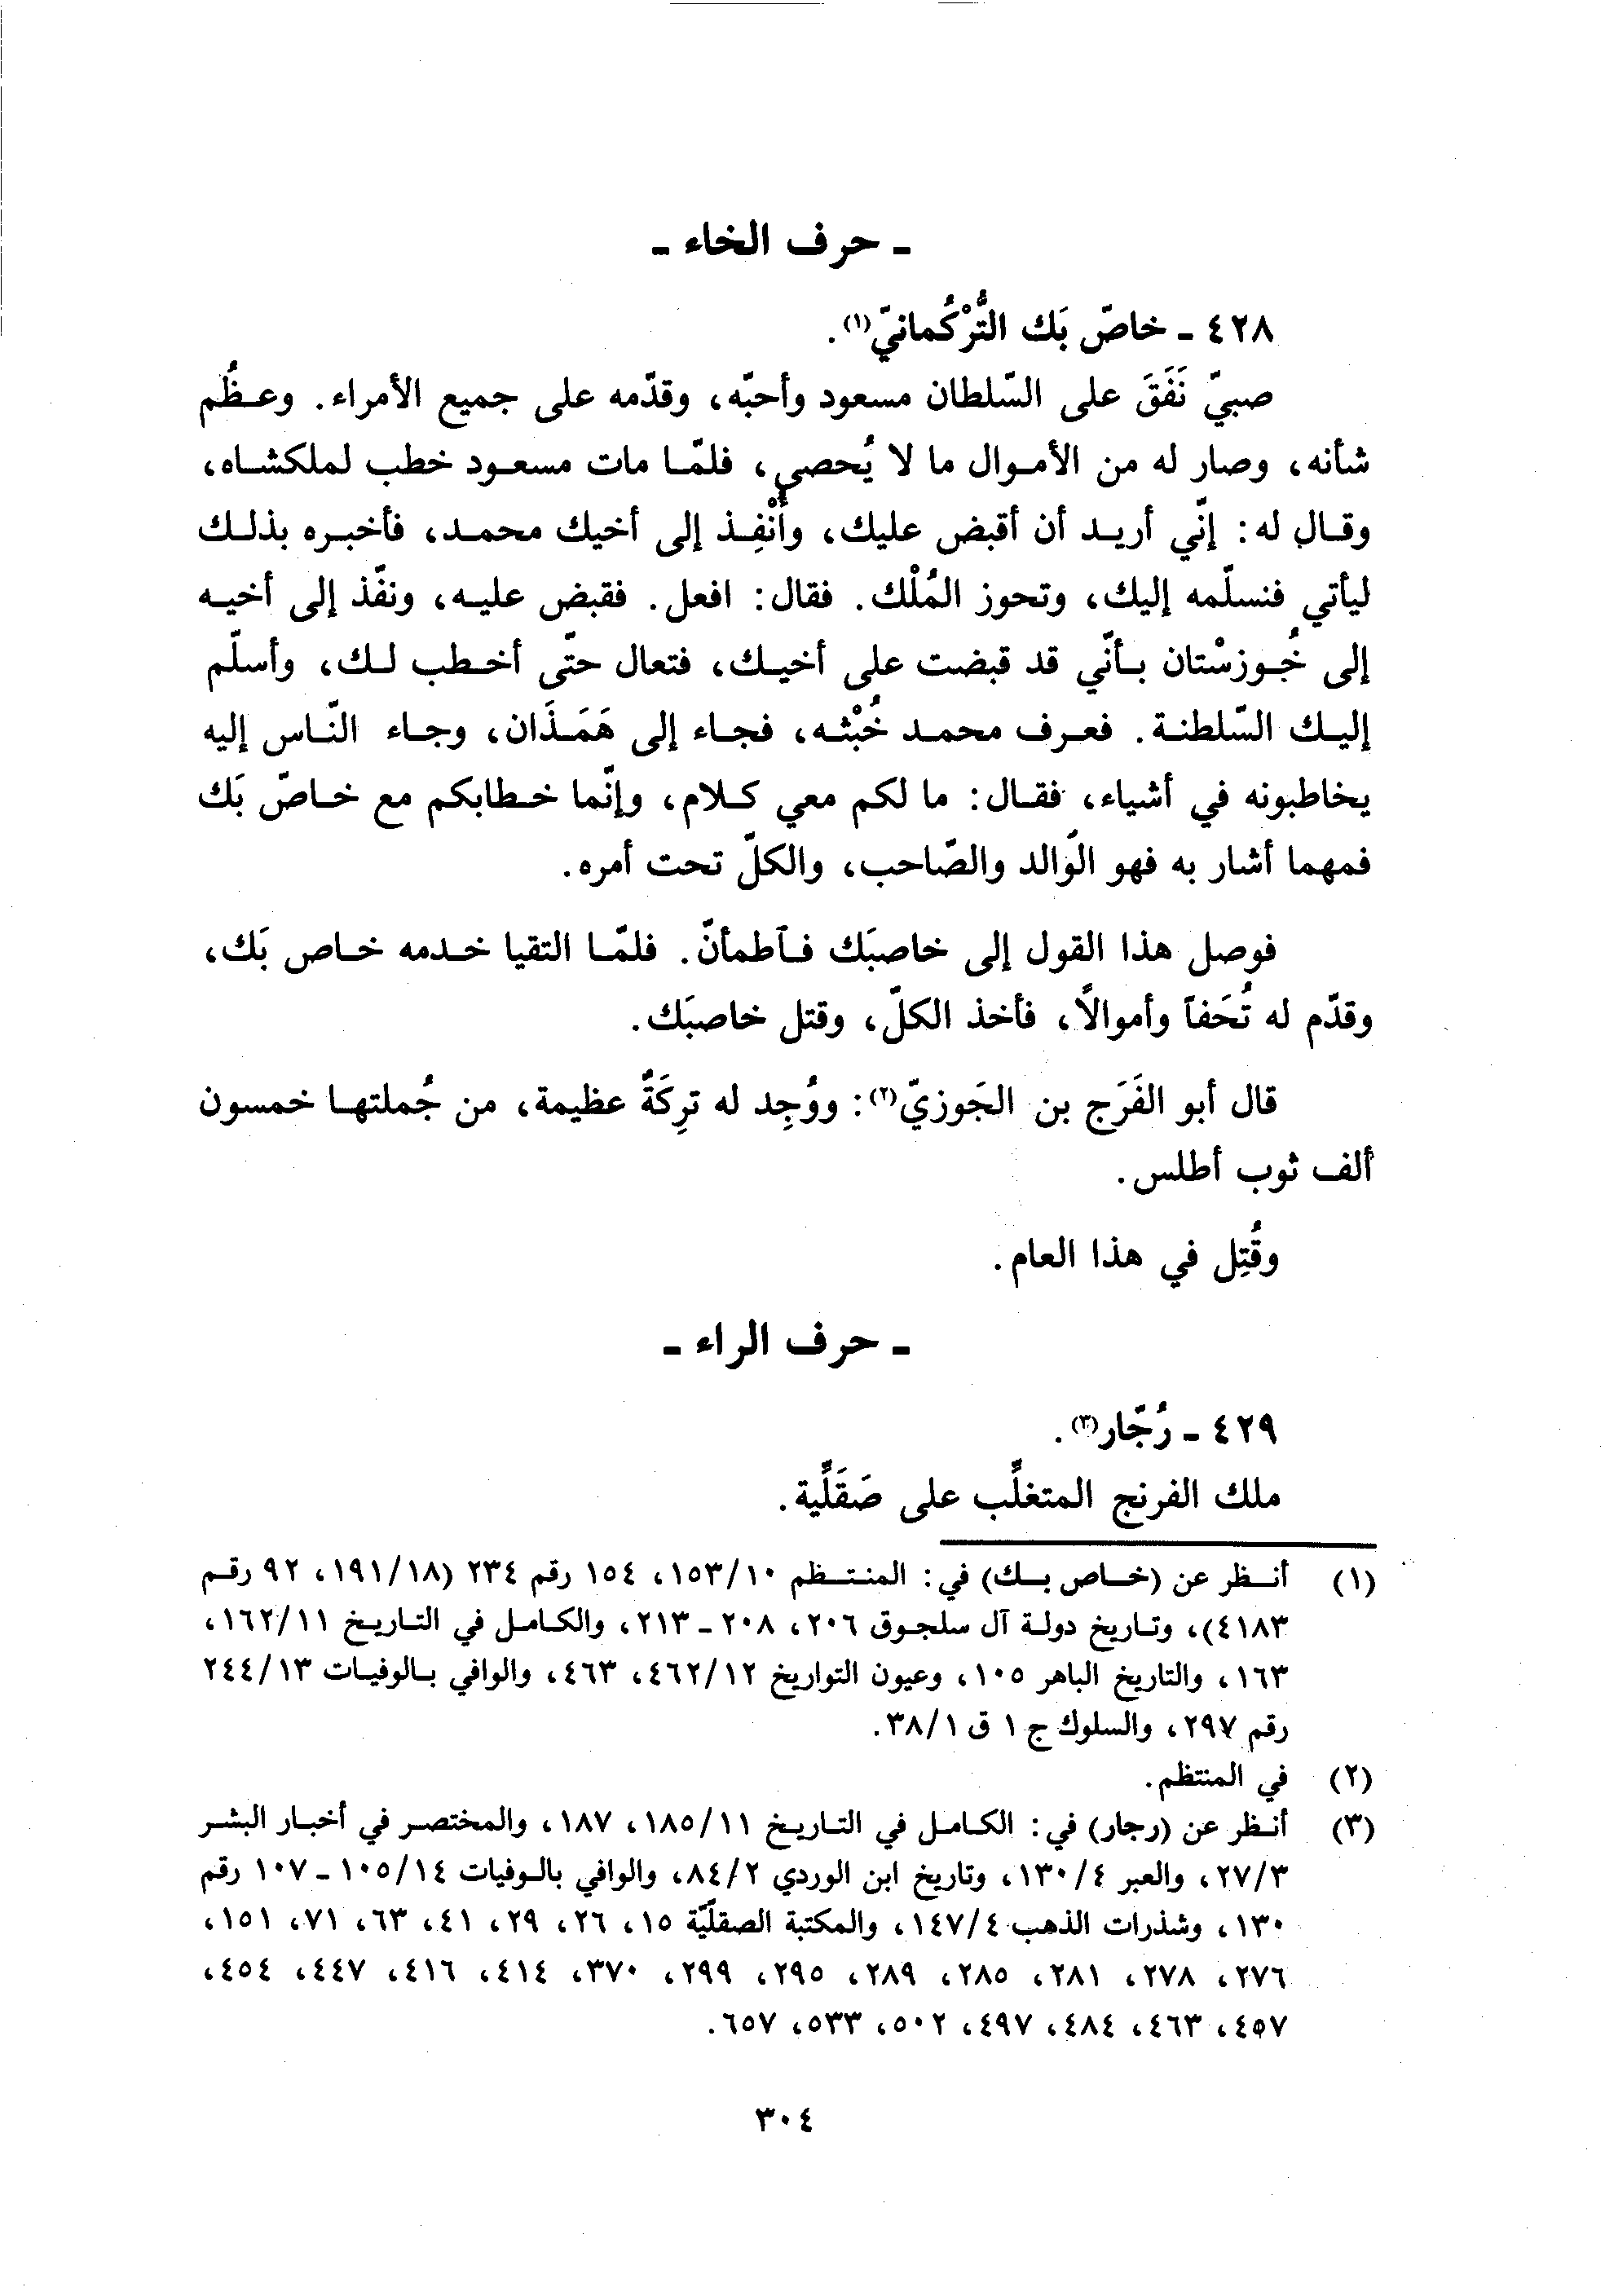 ـ حرف الخاء ـ
٤٢٨ ـ خاصّ بَك التُّرْكُمانيّ(١).
صبيّ نَفَقَ على السّلطان مسعود وأحبّه، وقدّمه على جميع الأمراء. وعظُم
شأنه، وصار له من الأموال ما لا يُحصى، فلمّا مات مسعود خطب لملكشاه،
وقال له: إنّي أريد أن أقبض عليك، وأُنْفِذ إلى أخيك محمد، فأخبره بذلك
ليأتي فنسلّمه إليك، وتحوز المُلْك. فقال: افعل. فقبض عليه، ونفّذ إلى أخيه
إلى خُوزسْتان بأنّي قد قبضت على أخيك، فتعال حتّى أخطب لك، وأسلّم
إليك السّلطنة. فعرف محمد خُبْثه، فجاء إلى هَمَذَان، وجاء النّاس إليه
يخاطبونه في أشياء، فقال: ما لكم معي كلام، وإنّما خطابكم مع خاصّ بَك
فمهما أشار به فهو الوالد والصّاحب، والكلّ تحت أمره.
فوصل هذا القول إلى خاصبَك فٱطمأنّ. فلمّا التقيا خدمه خاص بَك،
وقدّم له تُحَفاً وأموالاً، فأخذ الكلّ، وقتل خاصبَك.
قال أبو الفَرَج بن الجَوزيّ(٢): ووُجِد له ترِكَةٌ عظيمة، من جُملتها خمسون
ألف ثوب أطلس.
وقُتِل في هذا العام.
ـ حرف الراء ـ
٤٢٩ ـ رُجّار(٣).
ملك الفرنج المتغلّب على صَقَلّية.
(١) أنظر عن (خاص بك) في: المنتظم ١٥٣/١٠، ١٥٤ رقم ٢٣٤ (١٩١/١٨، ٩٢ رقم
٤١٨٣)، وتاريخ دولة آل سلجوق ٢٠٦، ٢٠٨ ـ ٢١٣، والكامل في التاريخ ١٦٢/١١،
١٦٣، والتاريخ الباهر ١٠٥، وعيون التواريخ ٤٦٢/١٢، ٤٦٣، والوافي بالوفيات ٢٤٤/١٣
رقم ٢٩٧، والسلوك ج ١ ق ٣٨/١.
(٢) في المنتظم.
(٣) أنظر عن (رجار) في: الكامل في التاريخ ١٨٥/١١، ١٨٧، والمختصر في أخبار البشر
٢٧/٣، والعبر ١٣٠/٤، وتاريخ ابن الوردي ٨٤/٢، والوافي بالوفيات ١٠٥/١٤ ـ ١٠٧ رقم
١٣٠، وشذرات الذهب ١٤٧/٤، والمكتبة الصقلّيّة ١٥، ٢٦، ٢٩، ٤١، ٦٣، ٧١، ١٥١،
٢٧٦، ٢٧٨، ٢٨١، ٢٨٥، ٢٨٩، ٢٩٥، ٢٩٩، ٣٧٠، ٤١٤، ٤١٦، ٤٤٧، ٤٥٤،
٤٥٧، ٤٦٣، ٤٨٤، ٤٩٧، ٥٠٢، ٥٣٣، ٦٥٧.
٣٠٤